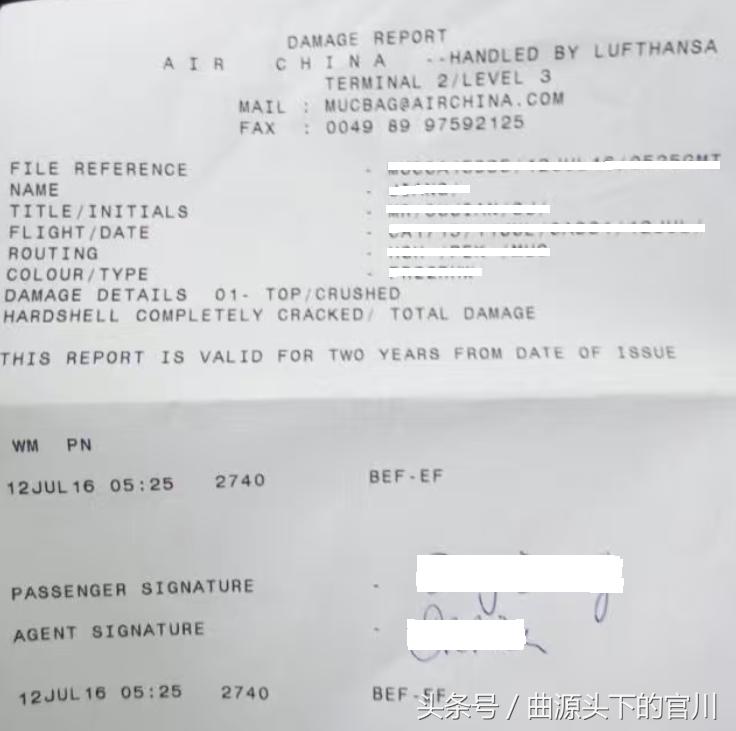 DAMAGE REPORT
AIR CHINA --HANDLED BY LUFTHANSA
TERMINAL 2/LEVEL 3
MAIL : MUCBAG@AIRCHINA.COM
FAX : 0049 89 97592125
FILE REFERENCE -
NAME -
TITLE/INITIALS -
FLIGHT/DATE -
ROUTING -
COLOUR/TYPE -
DAMAGE DETAILS 01- TOP/CRUSHED
HARDSHELL COMPLETELY CRACKED/ TOTAL DAMAGE
THIS REPORT IS VALID FOR TWO YEARS FROM DATE OF ISSUE
WM PN
12JUL16 05:25 2740 BEF-EF
PASSENGER SIGNATURE -
AGENT SIGNATURE -
12JUL16 05:25 2740 BEF-EF
头条号 / 曲源头下的官川